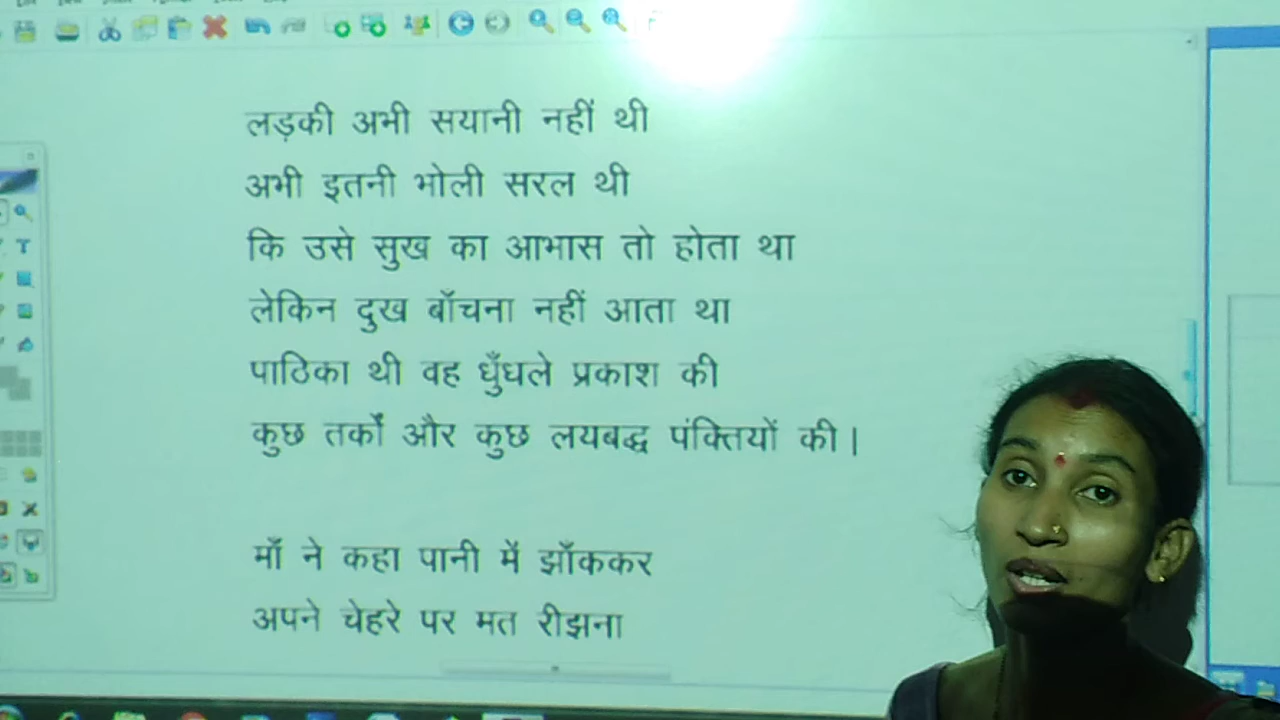 लड़की अभी सयानी नहीं थी
अभी इतनी भोली सरल थी
कि उसे सुख का आभास तो होता था
लेकिन दुख बाँचना नहीं आता था
पाठिका थी वह धुँधले प्रकाश की
कुछ तर्कों और कुछ लयबद्ध पंक्तियों की।
माँ ने कहा पानी में झाँककर
अपने चेहरे पर मत रीझना